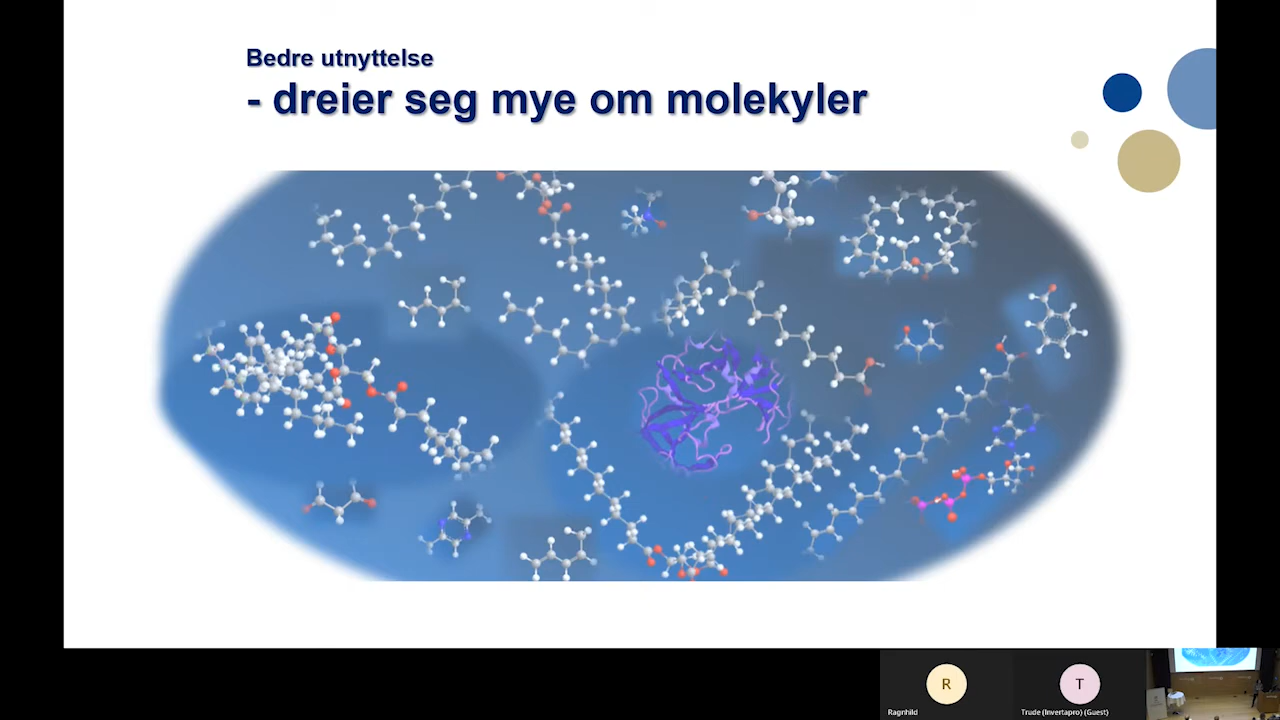 Bedre utnyttelse
- dreier seg mye om molekyler
R
T
Ragnhild
Trude (Invertapro) (Guest)